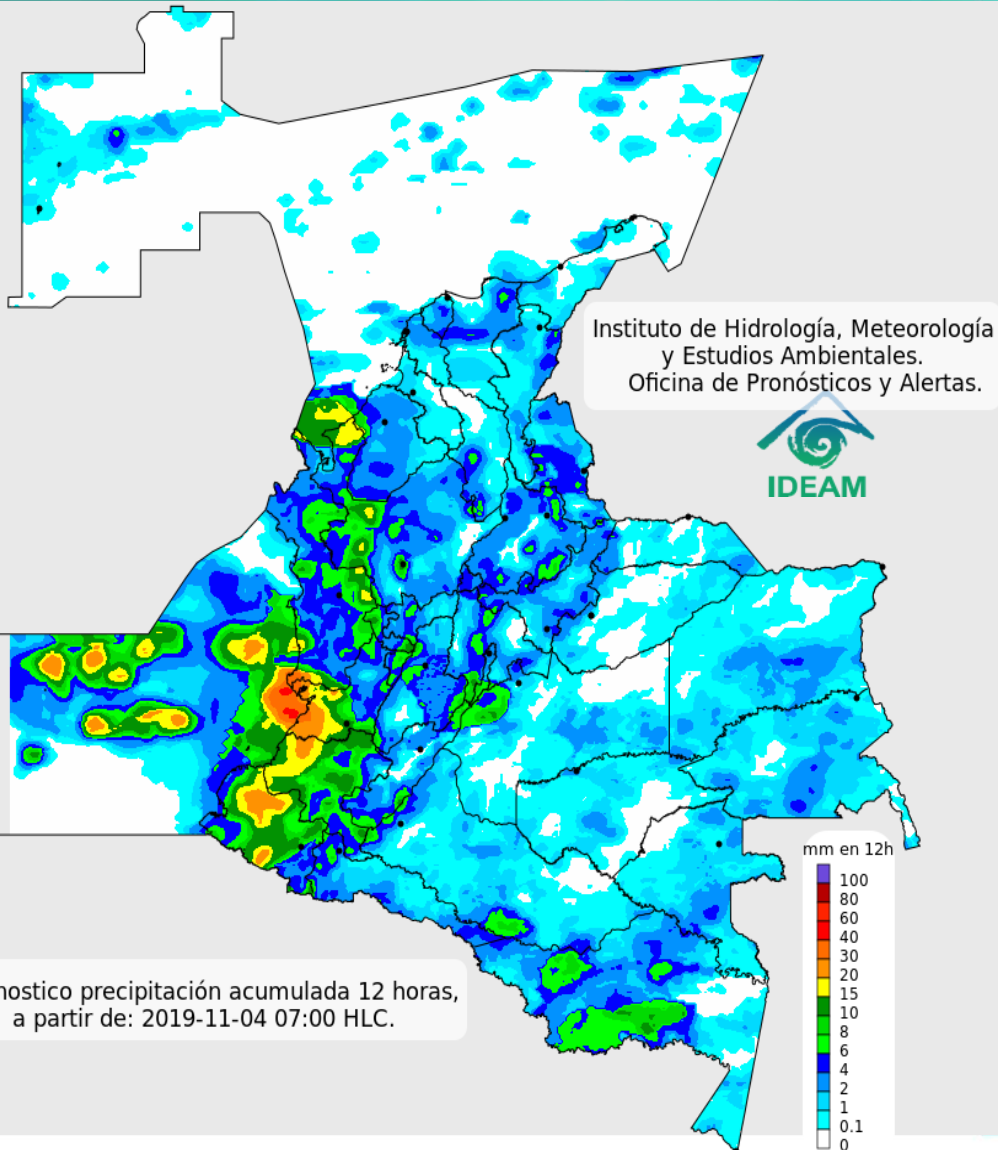 Instituto de Hidrología, Meteorología
y Estudios Ambientales.
Oficina de Pronósticos y Alertas.
IDEAM
mm en 12h
100
80
60
40
30
20
15
10
8
6
4
2
1
0.1
0
nostico precipitación acumulada 12 horas,
a partir de: 2019-11-04 07:00 HLC.